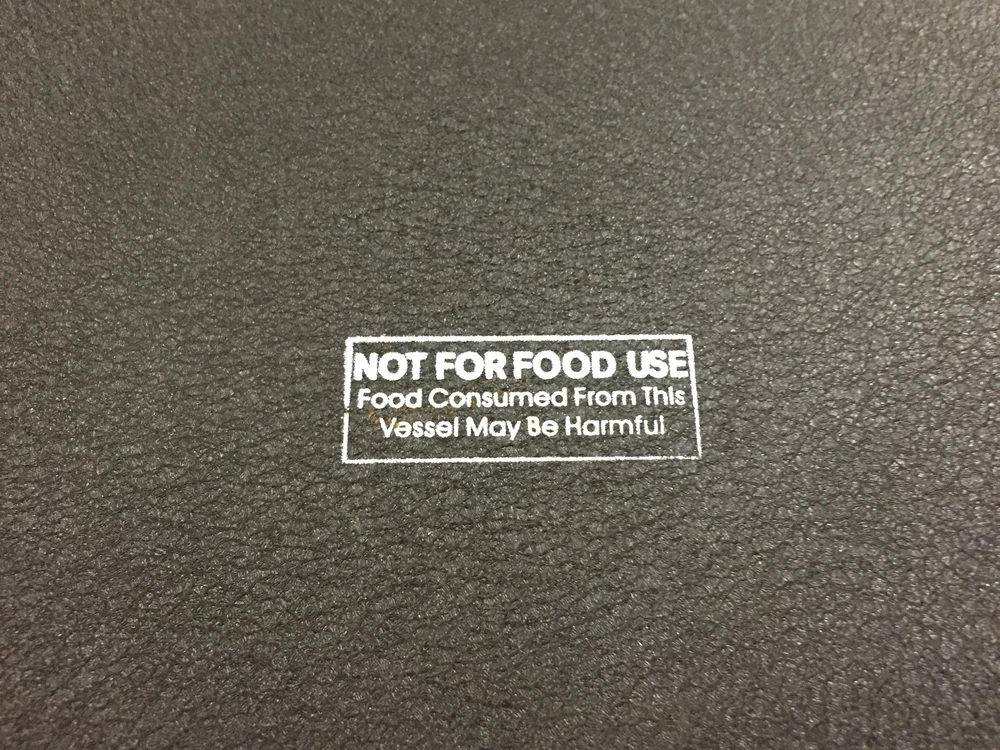 NOT FOR FOOD USE
Food Consumed From This
Vessel May Be Harmful